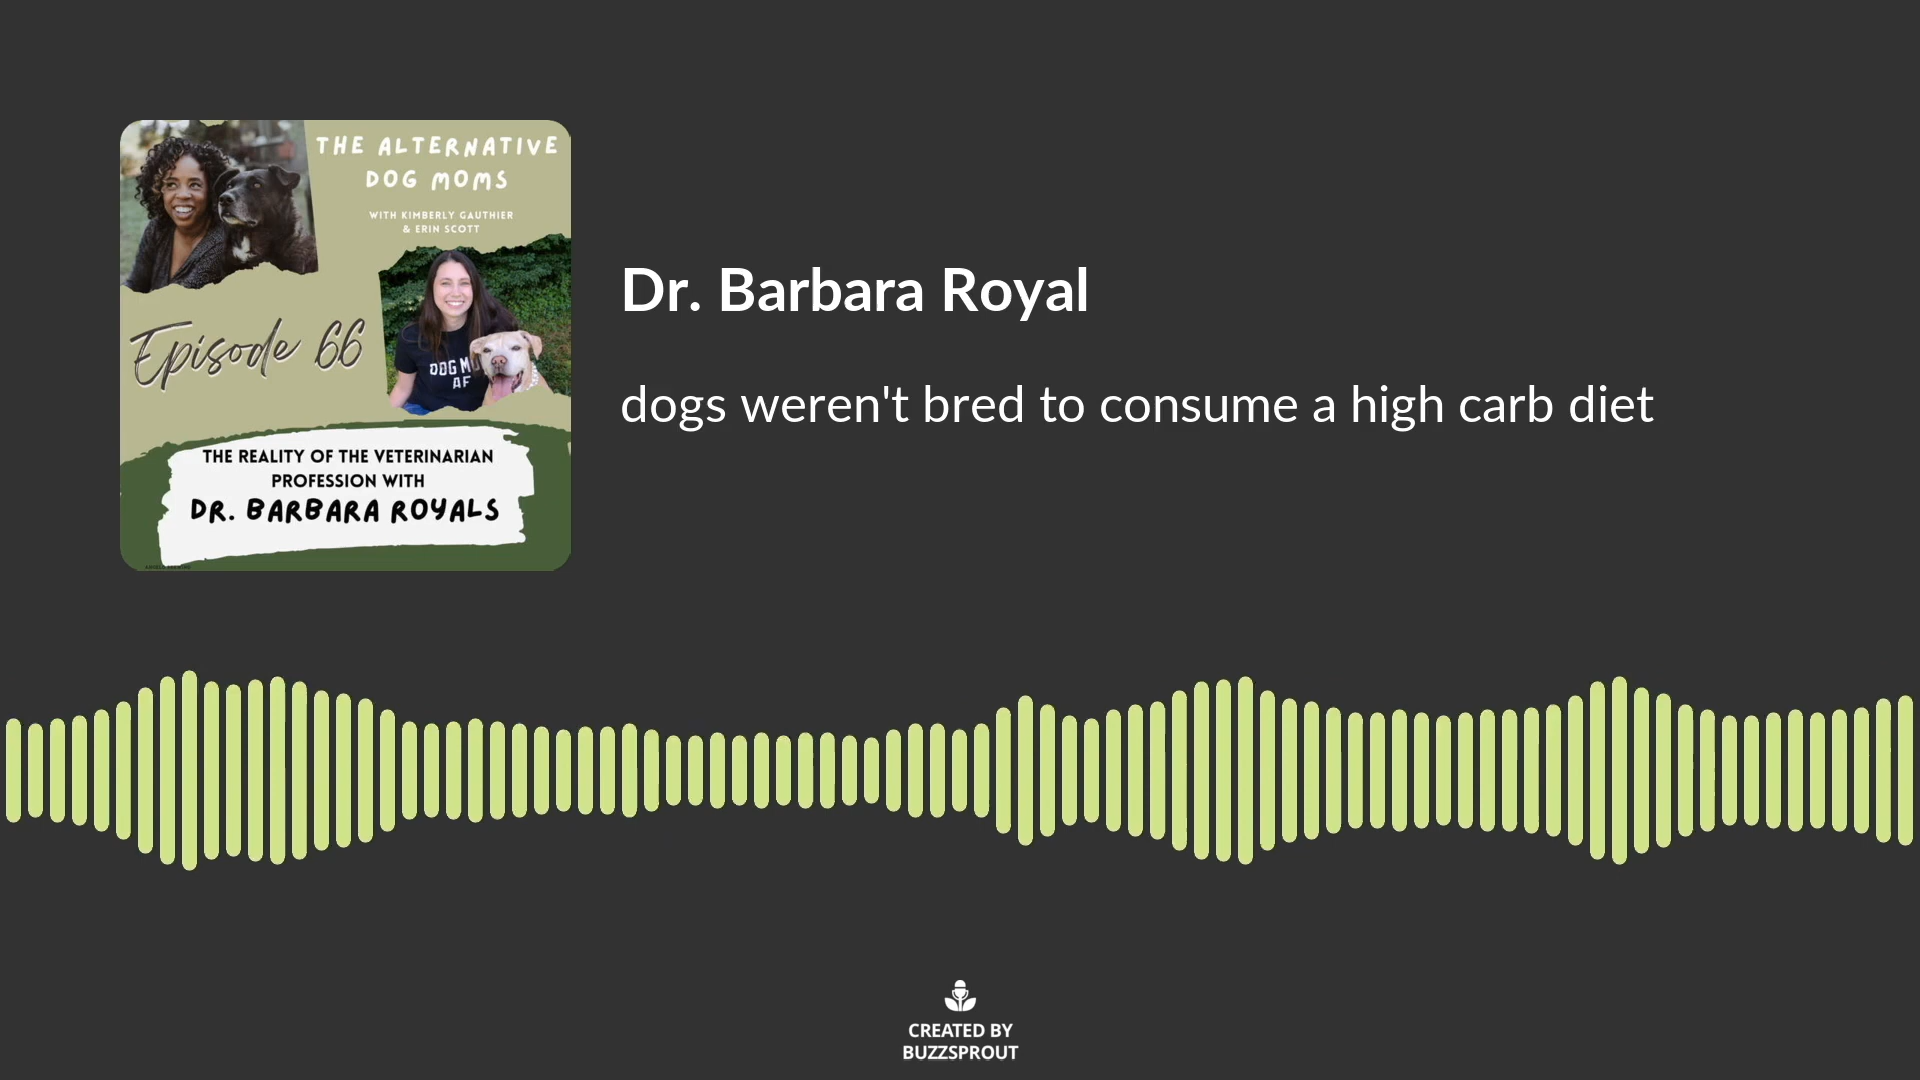 THE ALTERNATIVE
DOG MOMS
WITH KIMBERLY GAUTHIER
& ERIN SCOTT
Episode 66
DOG MO
AF
THE REALITY OF THE VETERINARIAN
PROFESSION WITH
DR. BARBARA ROYALS
Dr. Barbara Royal
dogs weren't bred to consume a high carb diet
CREATED BY
BUZZSPROUT